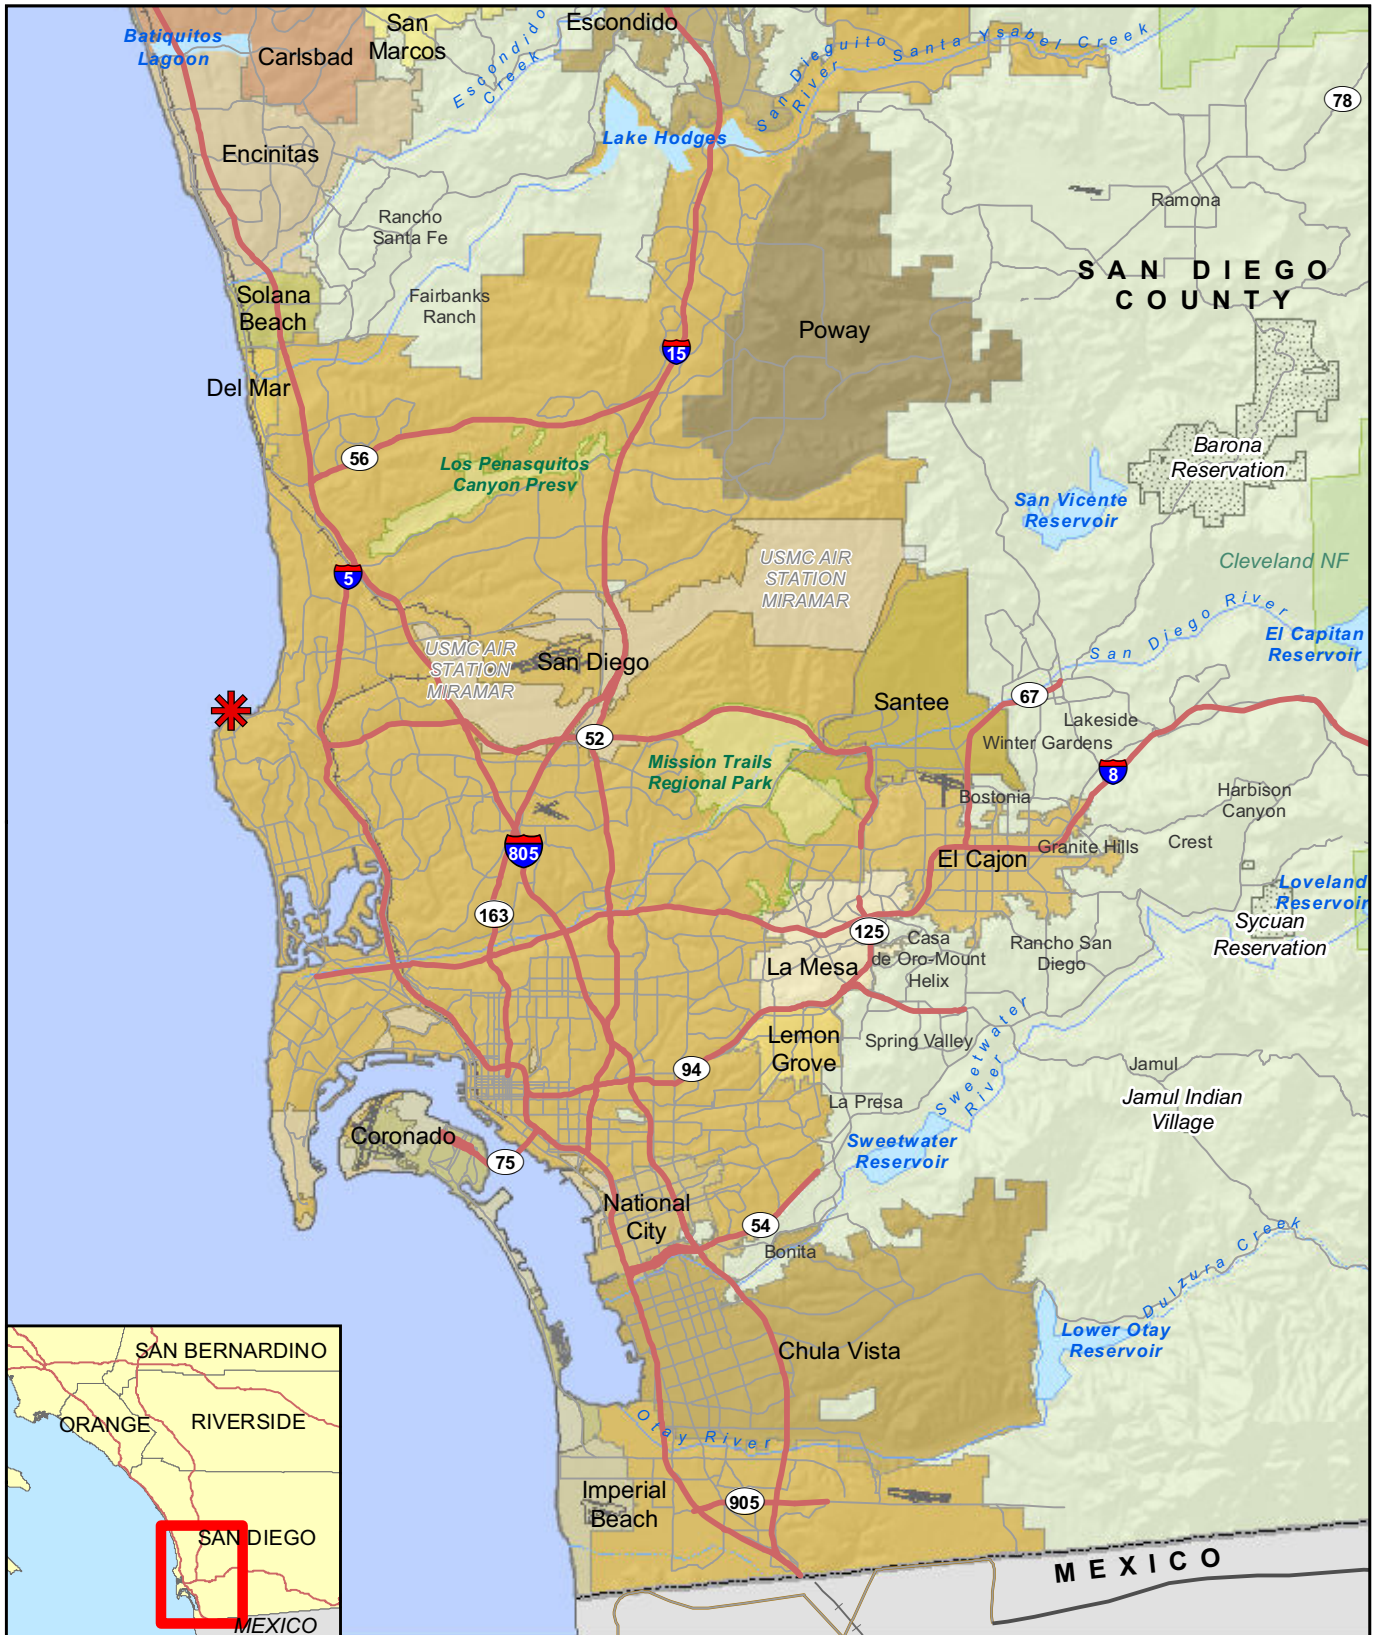 Batiquitos
Lagoon
Carlsbad
San
Marcos
Escondido
Escondido
Creek
San Dieguito
River
Santa Ysabel Creek
78
Lake Hodges
Encinitas
Rancho
Santa Fe
Ramona
SAN DIEGO
COUNTY
Solana
Beach
Fairbanks
Ranch
Poway
15
Del Mar
56
Los Penasquitos
Canyon Presv
Barona
Reservation
San Vicente
Reservoir
USMC AIR
STATION
MIRAMAR
Cleveland NF
5
San Diego River
El Capitan
Reservoir
USMC AIR
STATION
MIRAMAR
San Diego
Santee
67
Lakeside
Winter Gardens
52
Mission Trails
Regional Park
8
Bostonia
Harbison
Canyon
805
El Cajon
Granite Hills
Crest
Loveland
Reservoir
163
125
Casa
de Oro-Mount
Helix
Rancho San
Diego
Sycuan
Reservation
La Mesa
Sweetwater
River
Lemon
Grove
Spring Valley
94
Jamul
La Presa
Jamul Indian
Village
Coronado
75
Sweetwater
Reservoir
National
City
54
Bonita
Dulzura Creek
Lower Otay
Reservoir
Chula Vista
Otay River
Imperial
Beach
905
MEXICO
SAN BERNARDINO
ORANGE
RIVERSIDE
SAN DIEGO
MEXICO